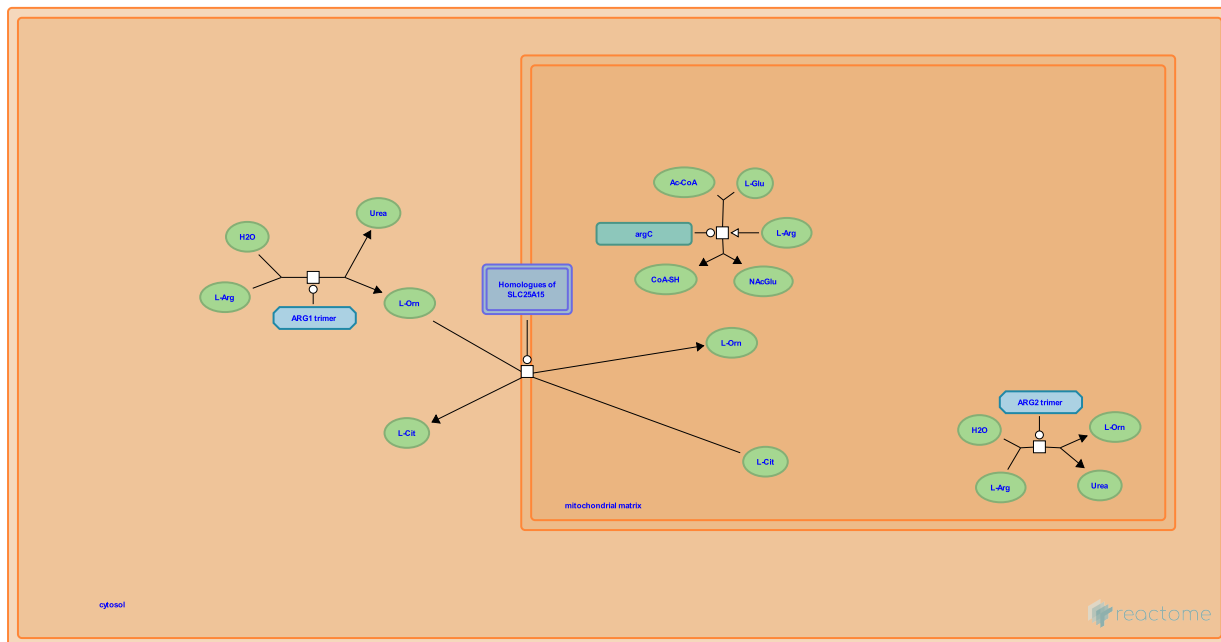 Ac-CoA
L-Glu
Urea
H2O
argC
L-Arg
CoA-SH
NAcGlu
Homologues of
SLC25A15
L-Arg
L-Orn
ARG1 trimer
L-Orn
ARG2 trimer
L-Cit
H2O
L-Orn
L-Cit
L-Arg
Urea
mitochondrial matrix
cytosol
reactome